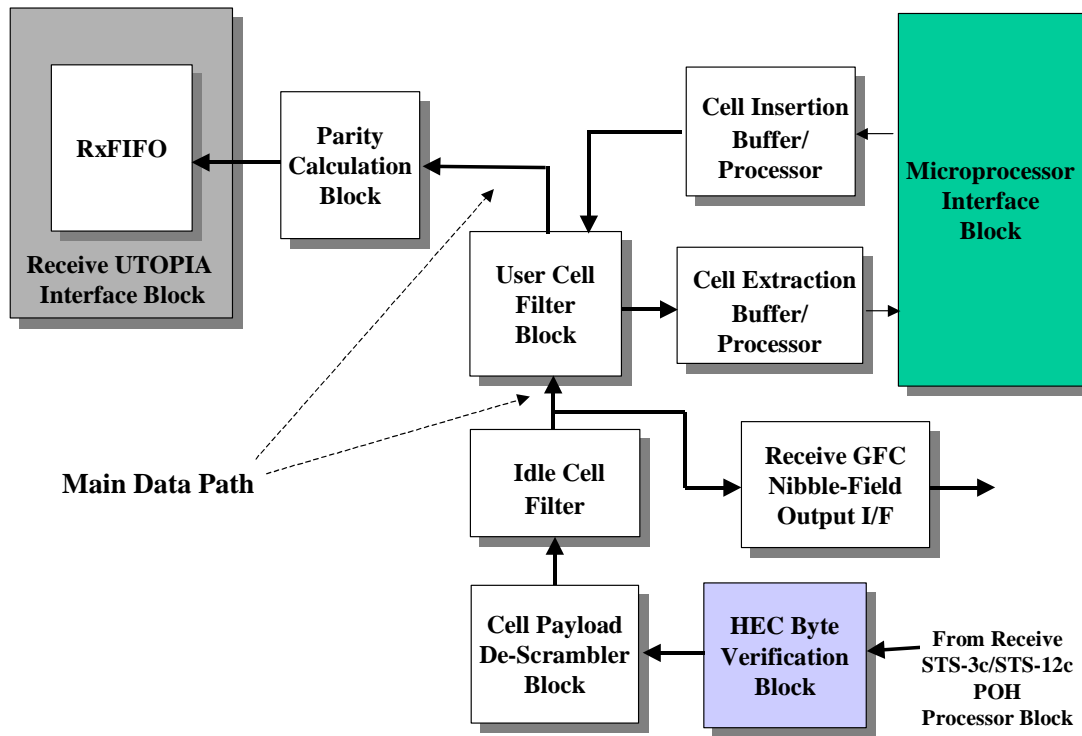 RxFIFO
Receive UTOPIA
Interface Block
Parity
Calculation
Block
Cell Insertion
Buffer/
Processor
Microprocessor
Interface
Block
User Cell
Filter
Block
Cell Extraction
Buffer/
Processor
Main Data Path
Idle Cell
Filter
Receive GFC
Nibble-Field
Output I/F
Cell Payload
De-Scrambler
Block
HEC Byte
Verification
Block
From Receive
STS-3c/STS-12c
POH
Processor Block